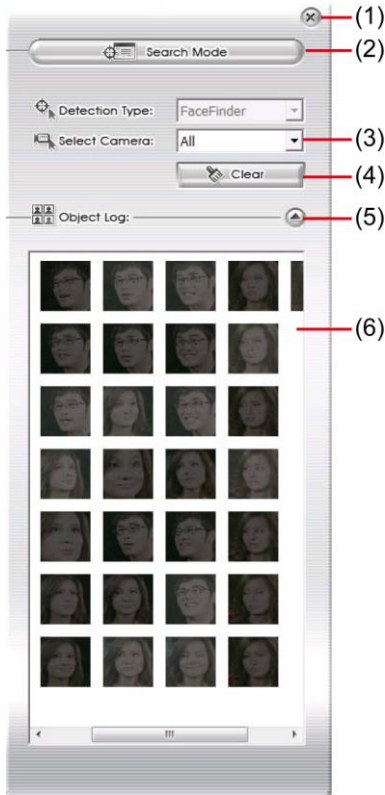 (1)
Search Mode (2)
Detection Type: FaceFinder
Select Camera: All (3)
Clear (4)
Object Log: (5)
(6)